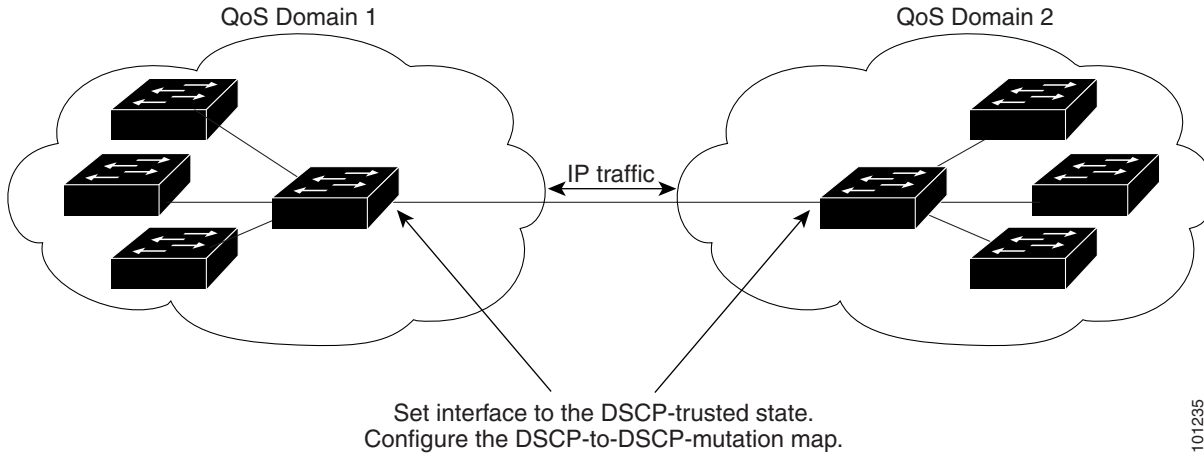 QoS Domain 1
QoS Domain 2
IP traffic
Set interface to the DSCP-trusted state.
Configure the DSCP-to-DSCP-mutation map.
101235